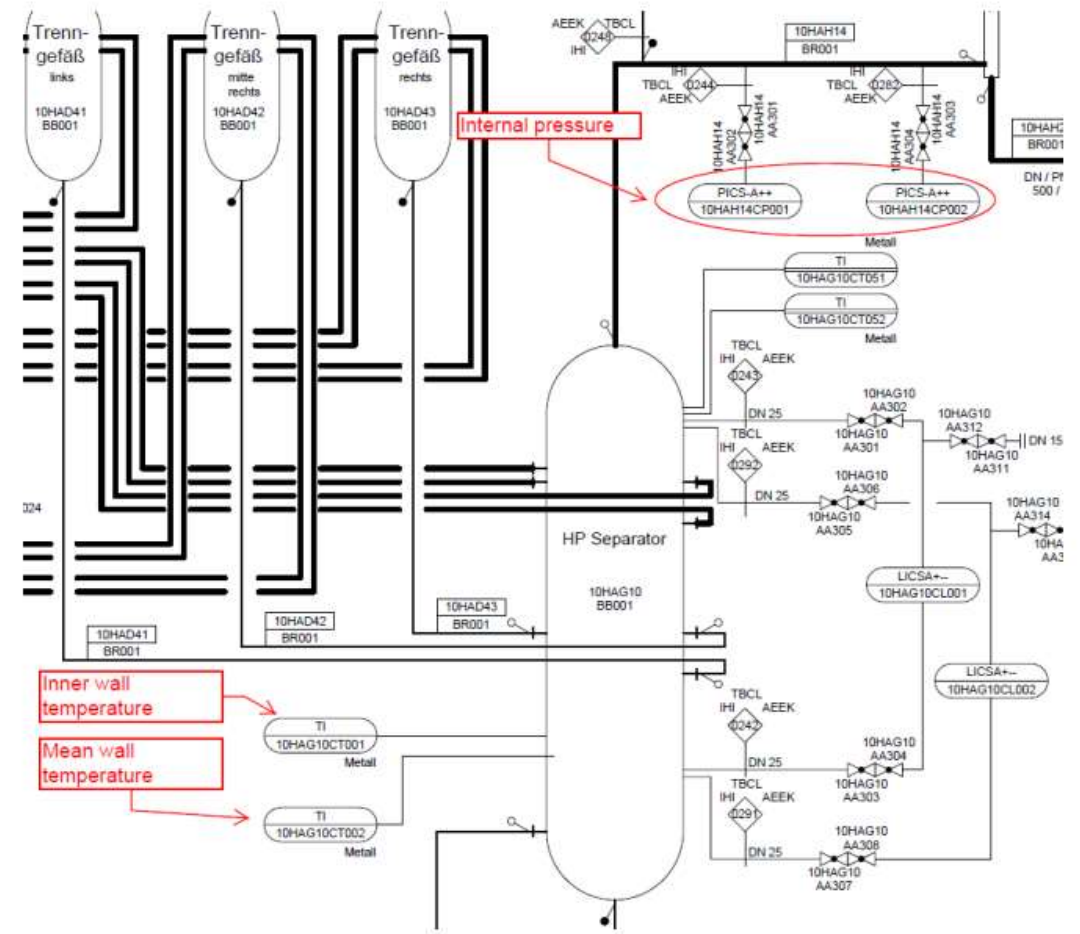 Trenn-
gefäß
links
10HAD41
BB001
Trenn-
gefäß
mitte
rechts
10HAD42
BB001
Trenn-
gefäß
rechts
10HAD43
BB001
AEEK
TBCL
0248
IHI
10HAH14
BR001
IHI
TBCL
0244
AEEK
IHI
TBCL
0282
AEEK
10HAH14
AA301
10HAH14
AA302
10HAH14
AA303
10HAH14
AA304
Internal pressure
PICS-A++
10HAH14CP001
PICS-A++
10HAH14CP002
BR001
DN / 
500 /
Metall
TI
10HAG10CT051
TI
10HAG10CT052
Metall
TBCL
IHI
AEEK
0243
DN 25
10HAG10
AA302
10HAG10
AA301
10HAG10
AA312
DN 15
10HAG10
AA311
TBCL
IHI
AEEK
0292
DN 25
10HAG10
AA306
10HAG10
AA305
10HAG10
AA314
024
HP Separator
10HAG10
BB001
LICSA+--
10HAG10CL001
10HAD43
BR001
10HAD42
BR001
10HAD41
BR001
LICSA+--
10HAG10CL002
Inner wall
temperature
TI
10HAG10CT001
Metall
Mean wall
temperature
TI
10HAG10CT002
Metall
TBCL
IHI
AEEK
0242
DN 25
10HAG10
AA304
10HAG10
AA303
TBCL
IHI
AEEK
0291
DN 25
10HAG10
AA308
10HAG10
AA307